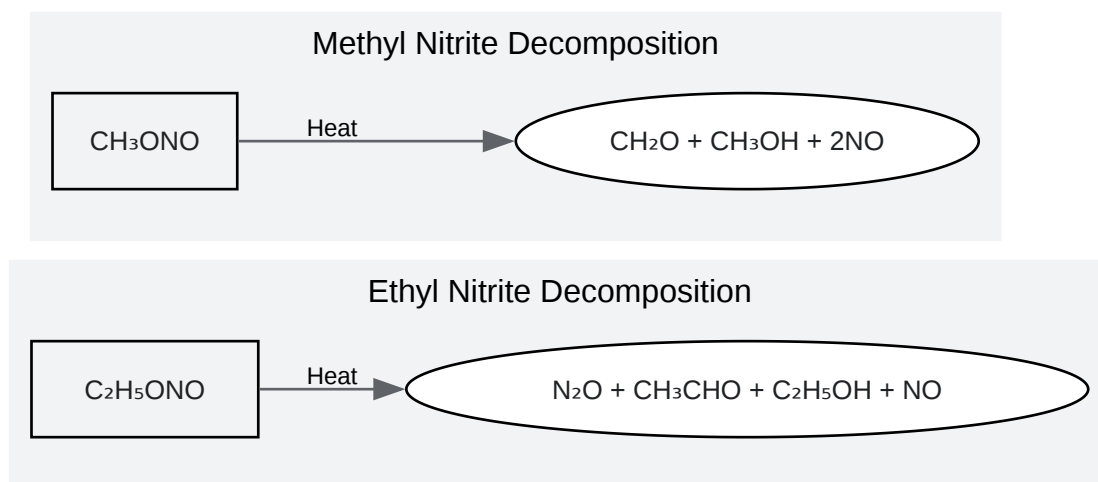 Methyl Nitrite Decomposition
CH₃ONO
Heat
CH₂O + CH₃OH + 2NO
Ethyl Nitrite Decomposition
C₂H₅ONO
Heat
N₂O + CH₃CHO + C₂H₅OH + NO